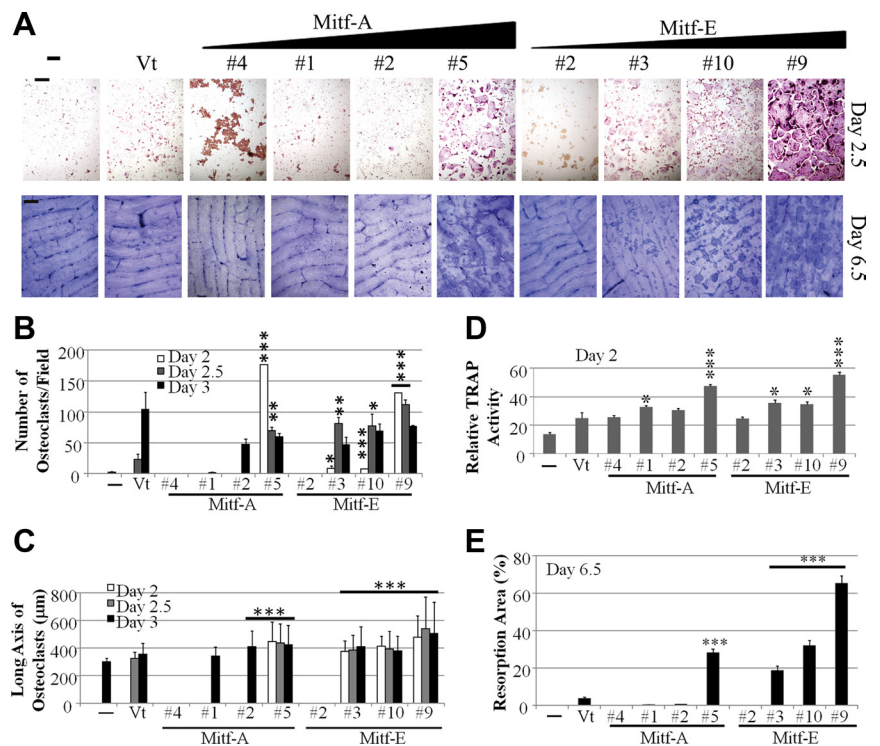 A
Mitf-A
Mitf-E
– Vt #4 #1 #2 #5 #2 #3 #10 #9
Day 2.5
Day 6.5
B
Number of
Osteoclasts/Field
200
150
100
50
0
Day 2
Day 2.5
Day 3
***
**
*
**
***
*
***
– Vt #4 #1 #2 #5 #2 #3 #10 #9
Mitf-A Mitf-E
C
Long Axis of
Osteoclasts (μm)
800
600
400
200
0
Day 2
Day 2.5
Day 3
***
***
– Vt #4 #1 #2 #5 #2 #3 #10 #9
Mitf-A Mitf-E
D
Relative TRAP
Activity
60
40
20
0
Day 2
*
***
*
*
***
– Vt #4 #1 #2 #5 #2 #3 #10 #9
Mitf-A Mitf-E
E
Resorption Area (%)
80
60
40
20
0
Day 6.5
***
***
– Vt #4 #1 #2 #5 #2 #3 #10 #9
Mitf-A Mitf-E